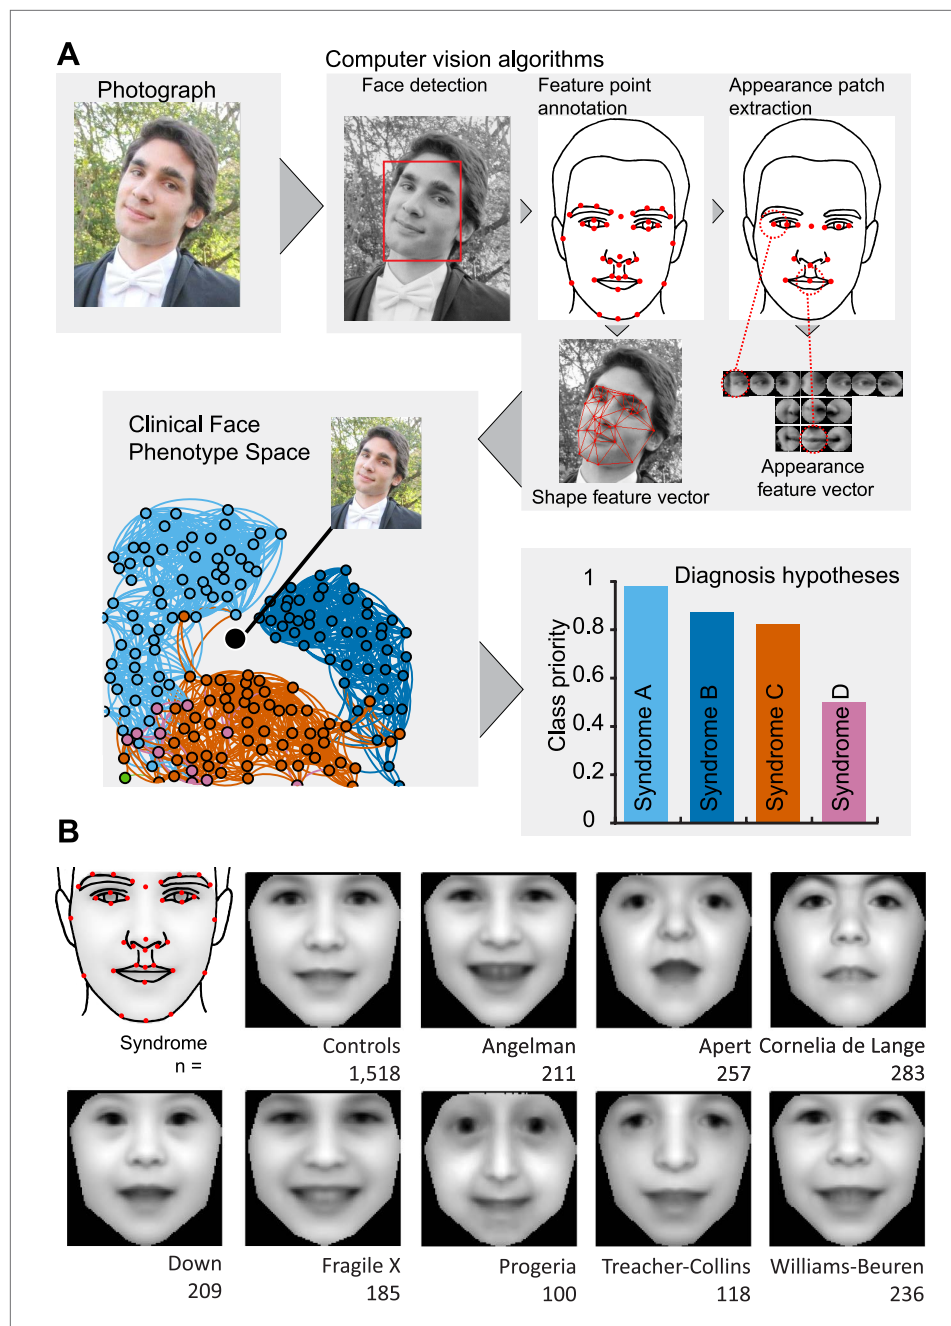 A
Computer vision algorithms
Photograph
Face detection
Feature point
annotation
Appearance patch
extraction
Shape feature vector
Appearance
feature vector
Clinical Face
Phenotype Space
Diagnosis hypotheses
Class priority
1
0.8
0.6
0.4
0.2
0
Syndrome A
Syndrome B
Syndrome C
Syndrome D
B
Syndrome
n =
Controls
1,518
Angelman
211
Apert
257
Cornelia de Lange
283
Down
209
Fragile X
185
Progeria
100
Treacher-Collins
118
Williams-Beuren
236